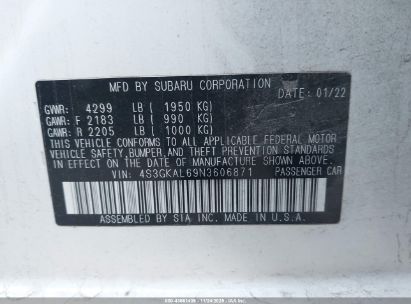 MFD BY SUBARU CORPORATION
DATE: 01/22
GVWR: 4299 LB ( 1950 KG)
GAWR: F 2183 LB ( 990 KG)
GAWR: R 2205 LB ( 1000 KG)
THIS VEHICLE CONFORMS TO ALL APPLICABLE FEDERAL MOTOR
VEHICLE SAFETY, BUMPER, AND THEFT PREVENTION STANDARDS
IN EFFECT ON THE DATE OF MANUFACTURE SHOWN ABOVE.
VIN: 4S3GKAL69N3606871 PASSENGER CAR
ASSEMBLED BY SIA INC. MADE IN U.S.A.